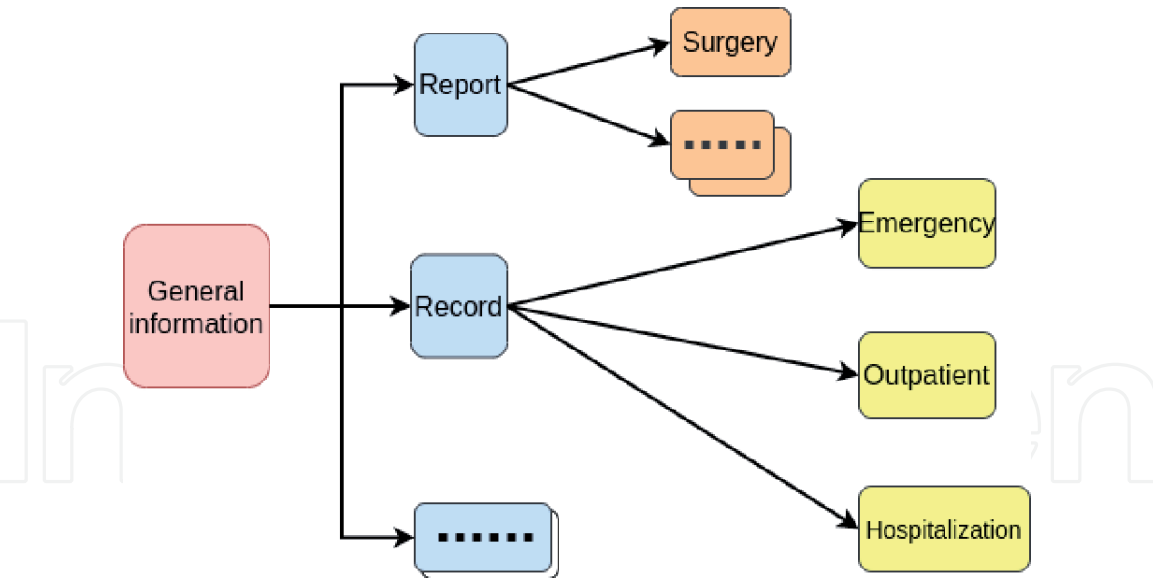 Surgery
Report
.....
Emergency
General
information
Record
Outpatient
......
Hospitalization